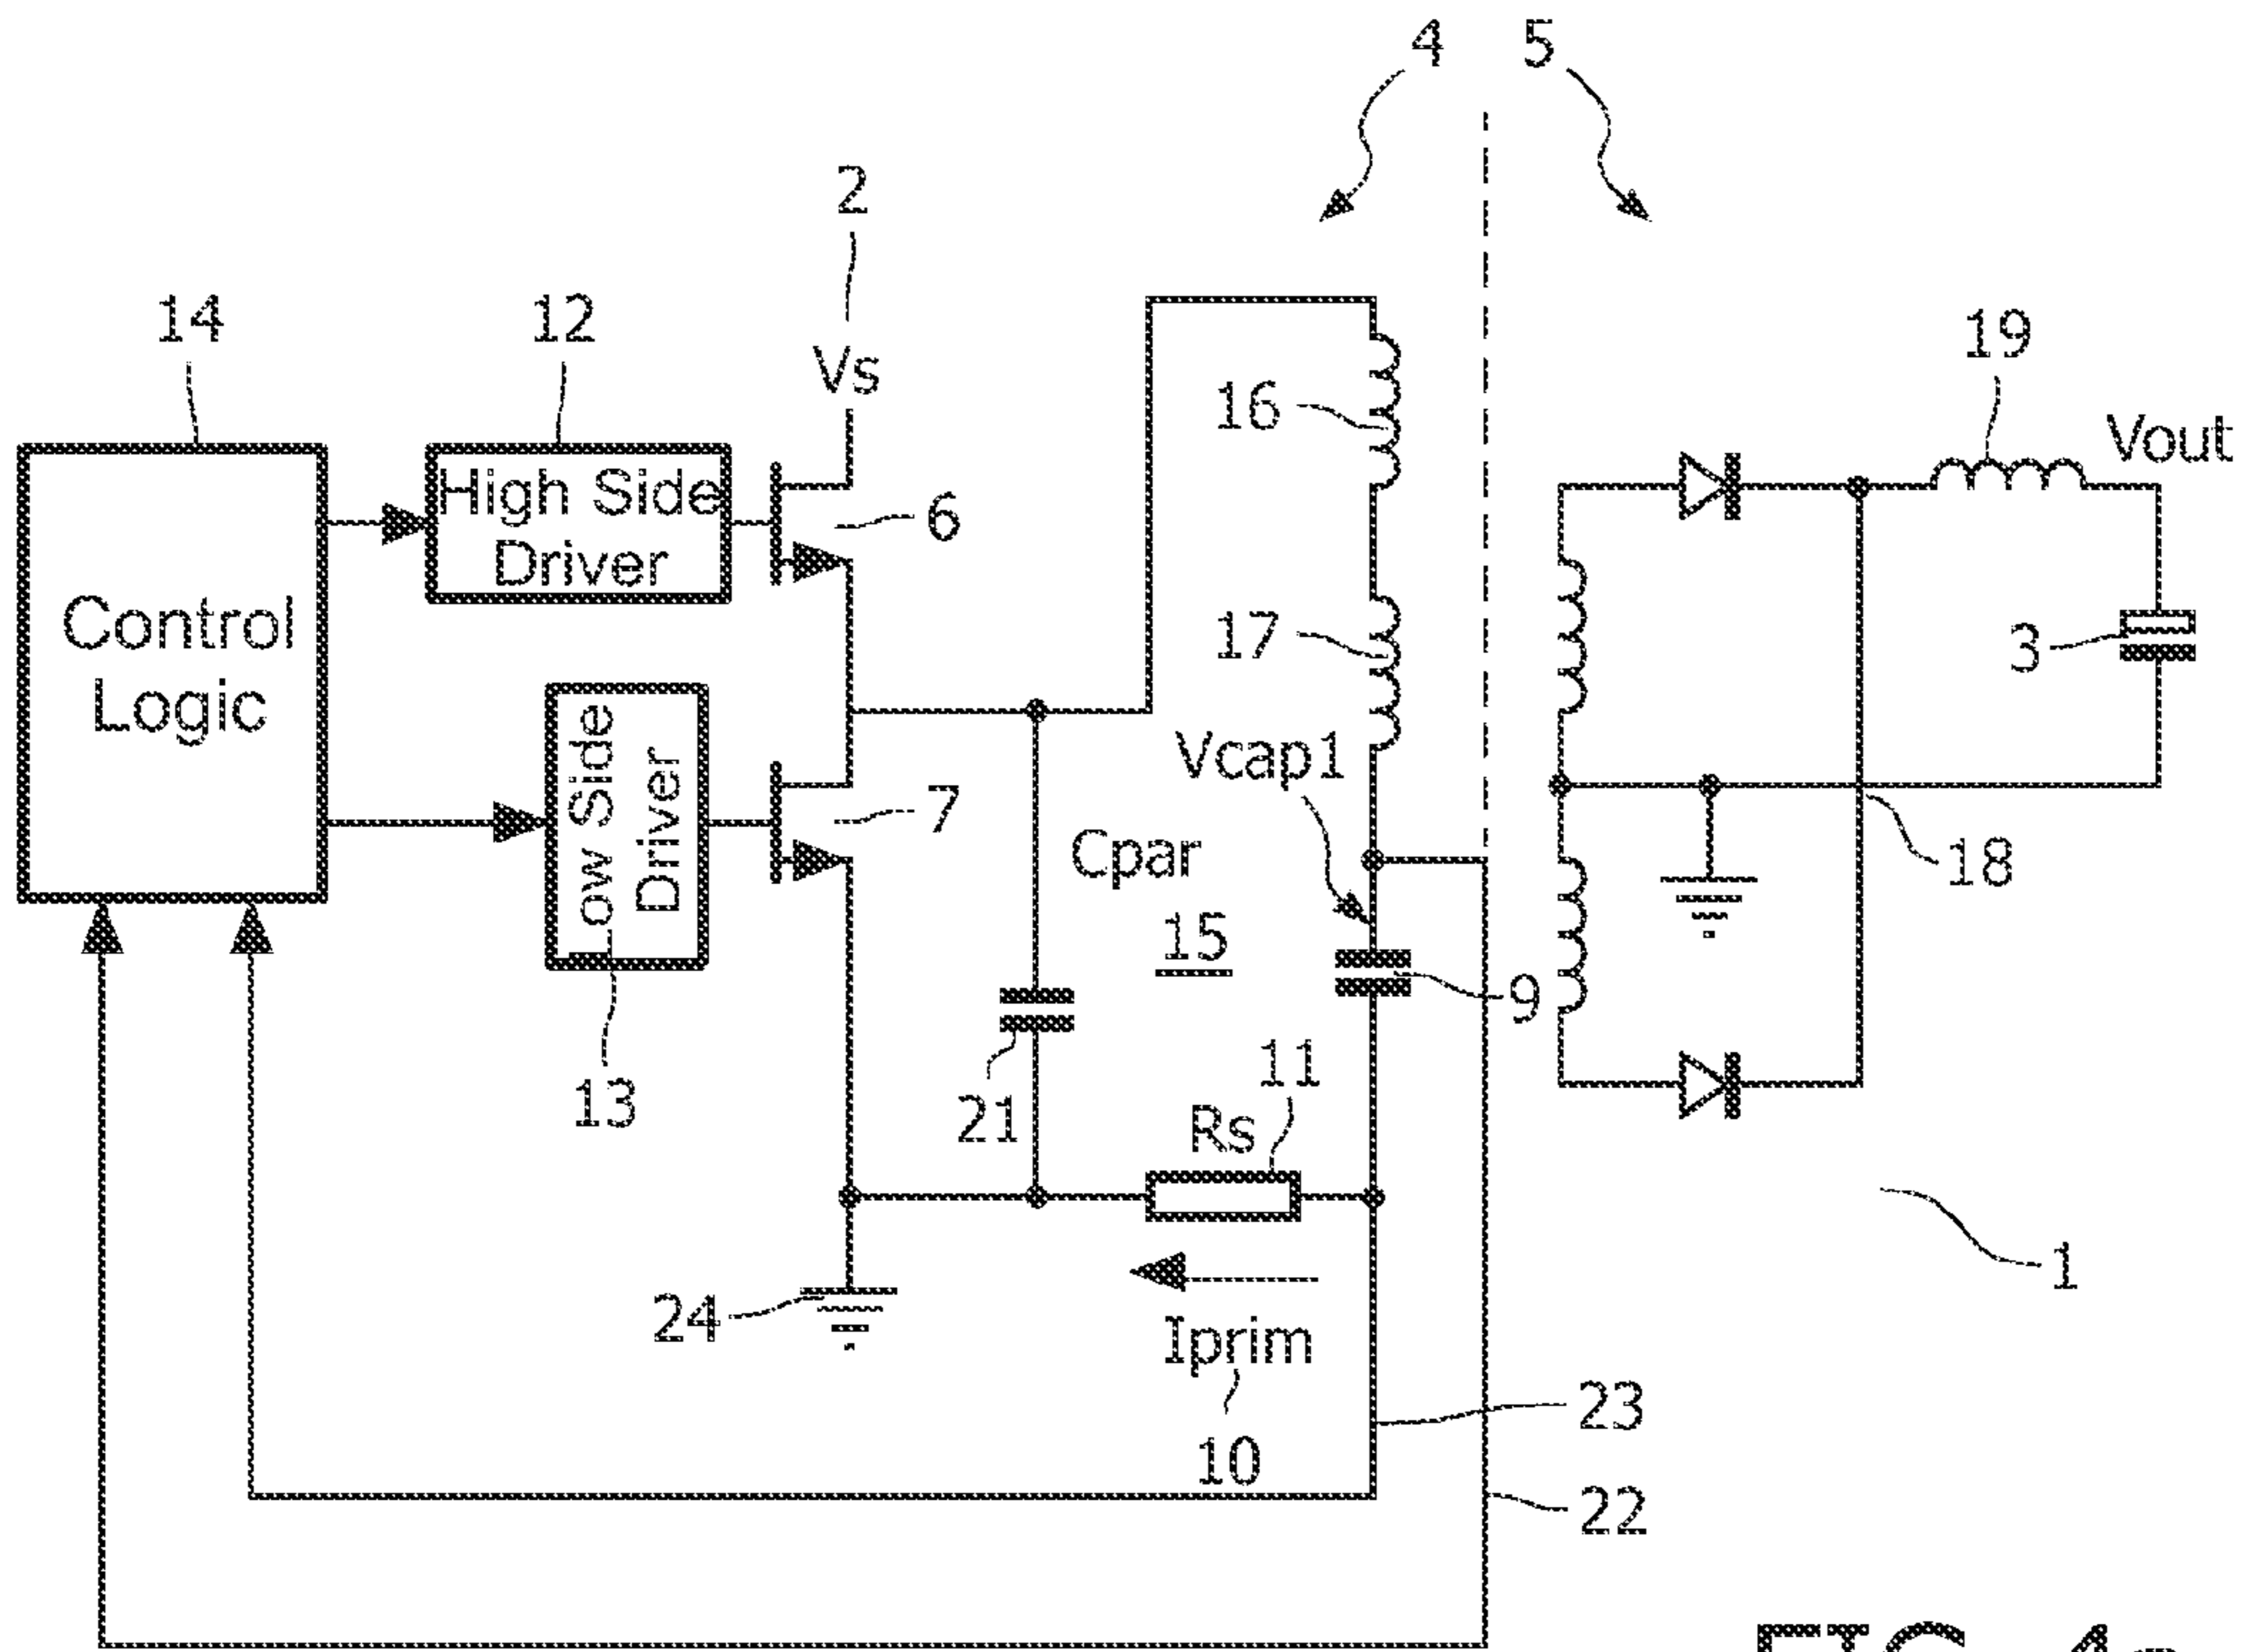 4 5
2
14 12 19
Vs Vout
16
High Side
Driver
6
Control
Logic
17 3
Low Side
Driver
7
Vcap1
Cpar
15
18
9
13 21 11
Rs
1
24
Iprim
10
23
22